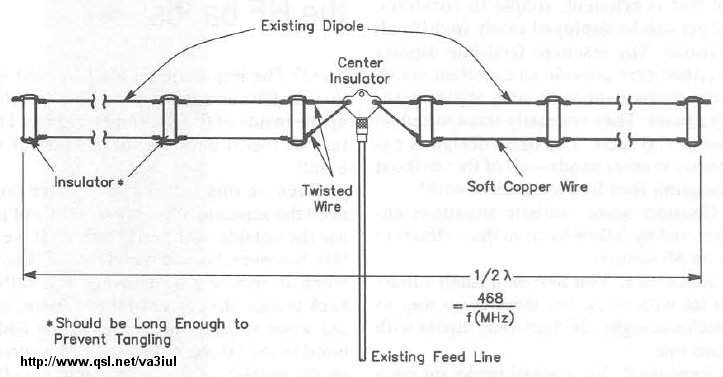 Existing Dipole
Center
Insulator
Insulator*
Twisted
Wire
Soft Copper Wire
1/2 λ
= 468
f(MHz)
*Should be Long Enough to
Prevent Tangling
Existing Feed Line
http://www.qsl.net/va3iul